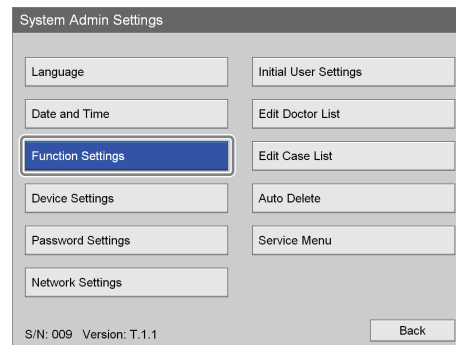 System Admin Settings
Language
Initial User Settings
Date and Time
Edit Doctor List
Function Settings
Edit Case List
Device Settings
Auto Delete
Password Settings
Service Menu
Network Settings
S/N: 009 Version: T.1.1
Back